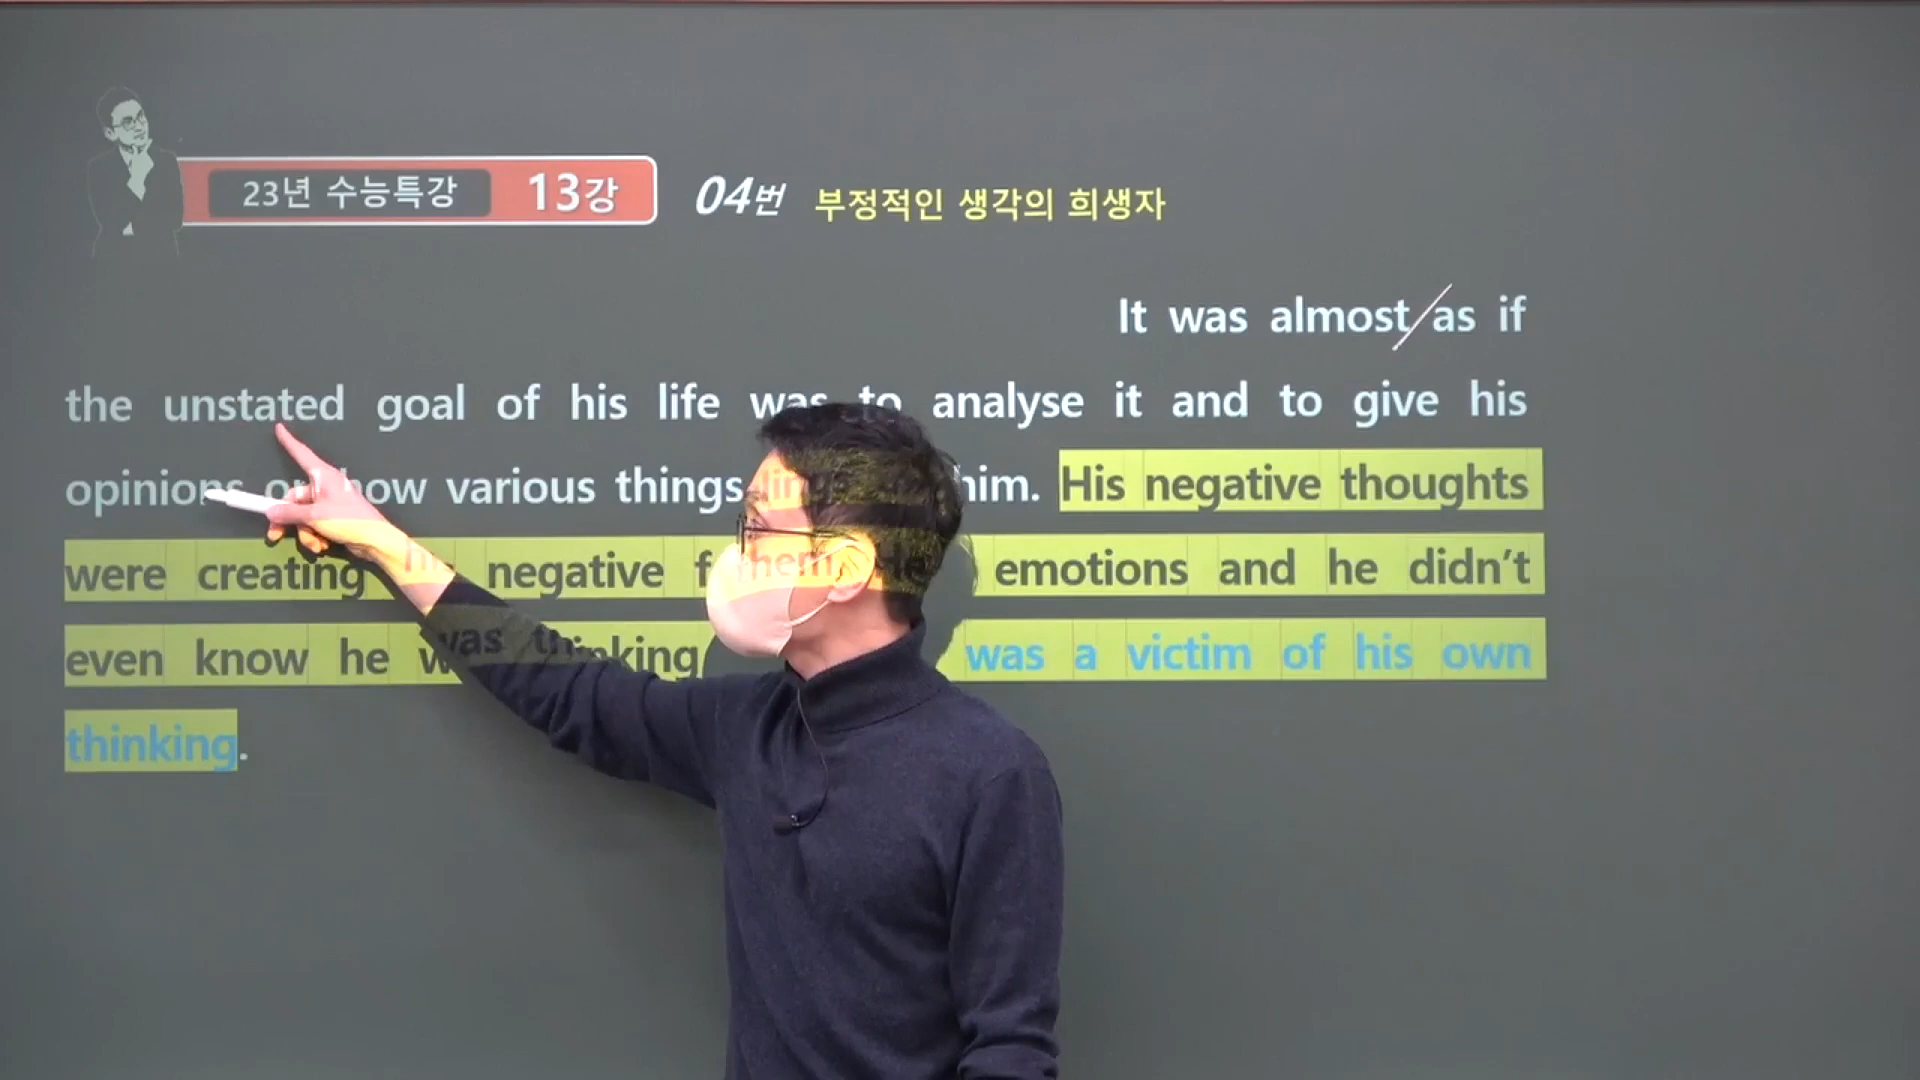 23년 수능특강 13강 04번 부정적인 생각의 희생자
It was almost as if
the unstated goal of his life was to analyse it and to give his
opinions on how various things him. His negative thoughts
were creating his negative emotions and he didn't
even know he was thinking was a victim of his own
thinking.